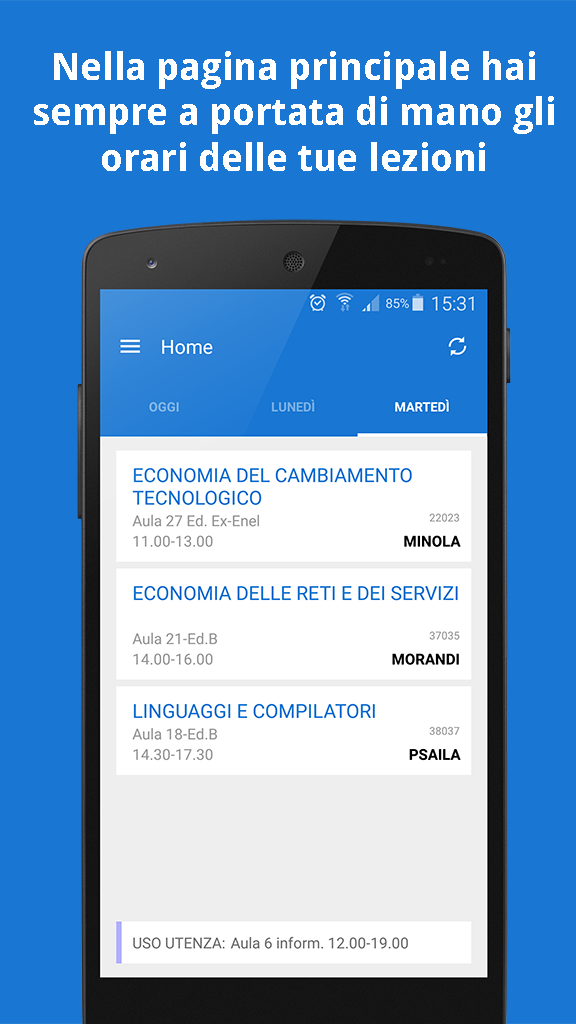 Nella pagina principale hai
sempre a portata di mano gli
orari delle tue lezioni
85% 15:31
Home
OGGI LUNEDÌ MARTEDÌ
ECONOMIA DEL CAMBIAMENTO
TECNOLOGICO
Aula 27 Ed. Ex-Enel 22023
11.00-13.00 MINOLA
ECONOMIA DELLE RETI E DEI SERVIZI
Aula 21-Ed.B 37035
14.00-16.00 MORANDI
LINGUAGGI E COMPILATORI
Aula 18-Ed.B 38037
14.30-17.30 PSAILA
USO UTENZA: Aula 6 inform. 12.00-19.00